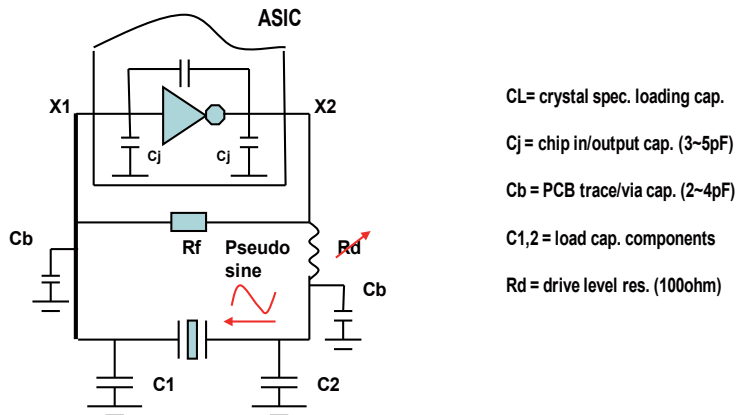 ASIC
X1
X2
Cj
Cj
Cb
Rf
Pseudo
sine
Rd
Cb
C1
C2
CL= crystal spec. loading cap.
Cj = chip in/output cap. (3~5pF)
Cb = PCB trace/via cap. (2~4pF)
C1,2 = load cap. components
Rd = drive level res. (100ohm)